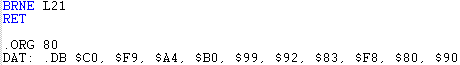 BRNE L21
RET
.ORG 80
DAT: .DB $C0, $F9, $A4, $B0, $99, $92, $83, $F8, $80, $90